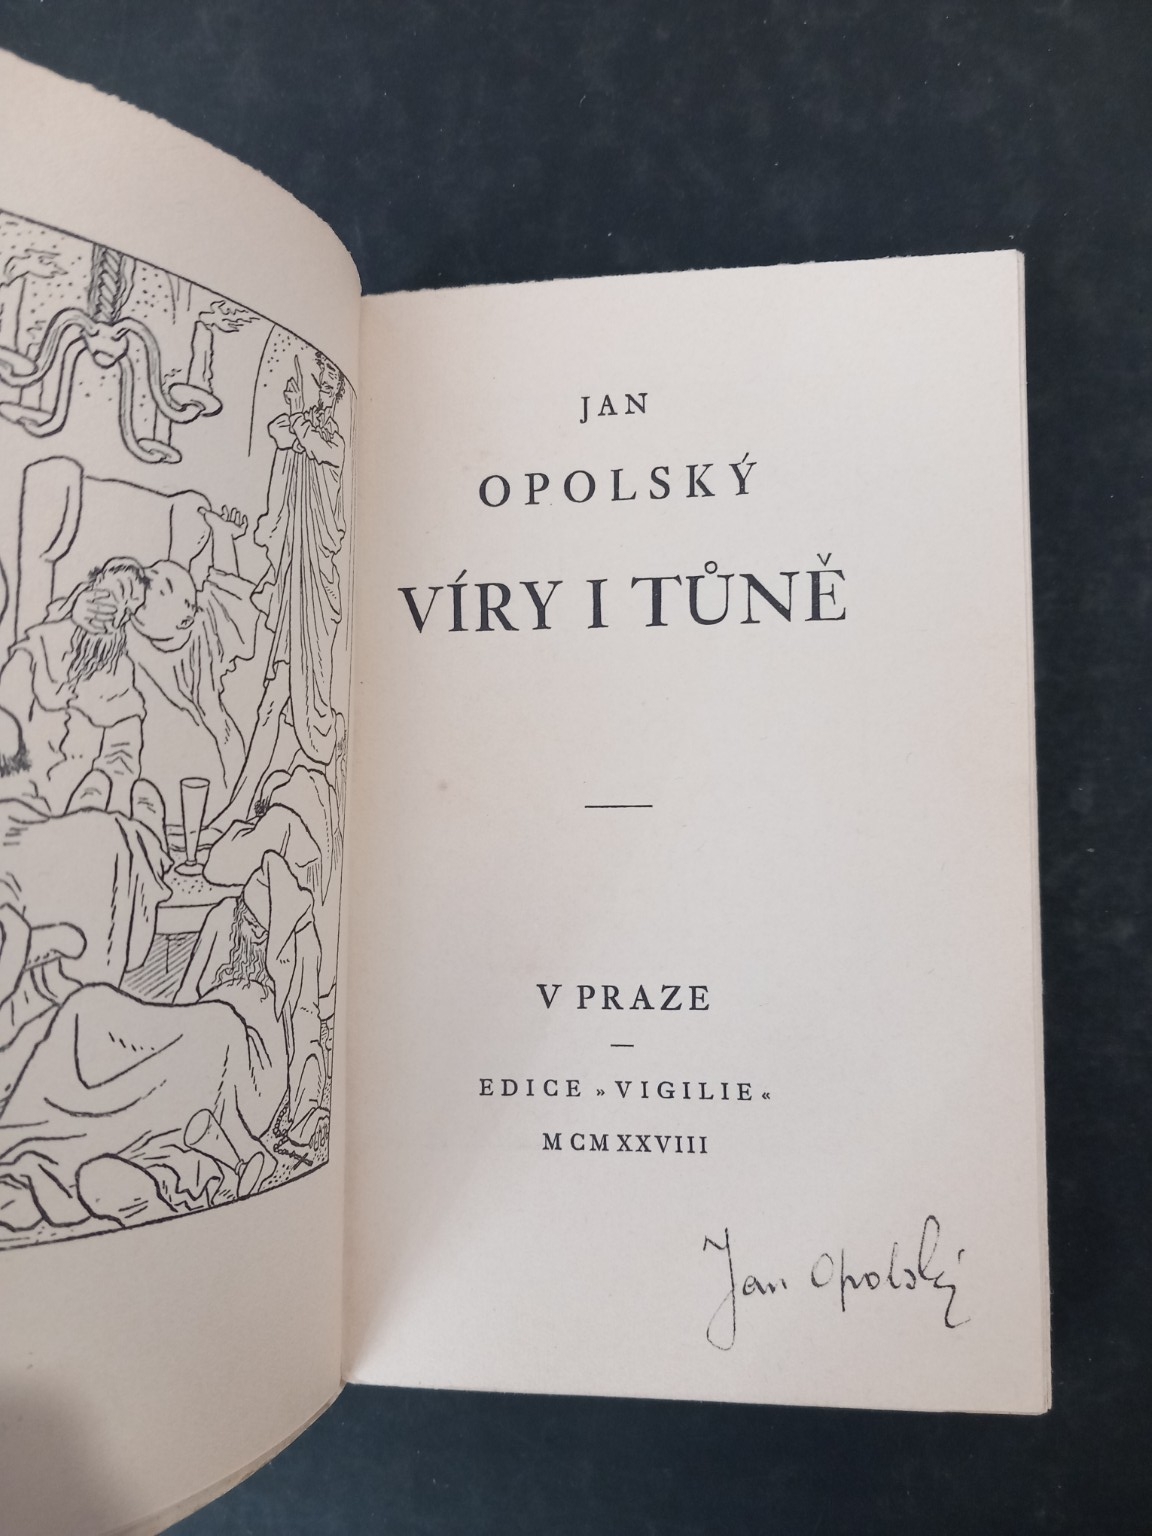 JAN
OPOLSKÝ
VÍRY I TŮNĚ
V PRAZE
EDICE »VIGILIE«
MCMXXVIII
Jan Opolský